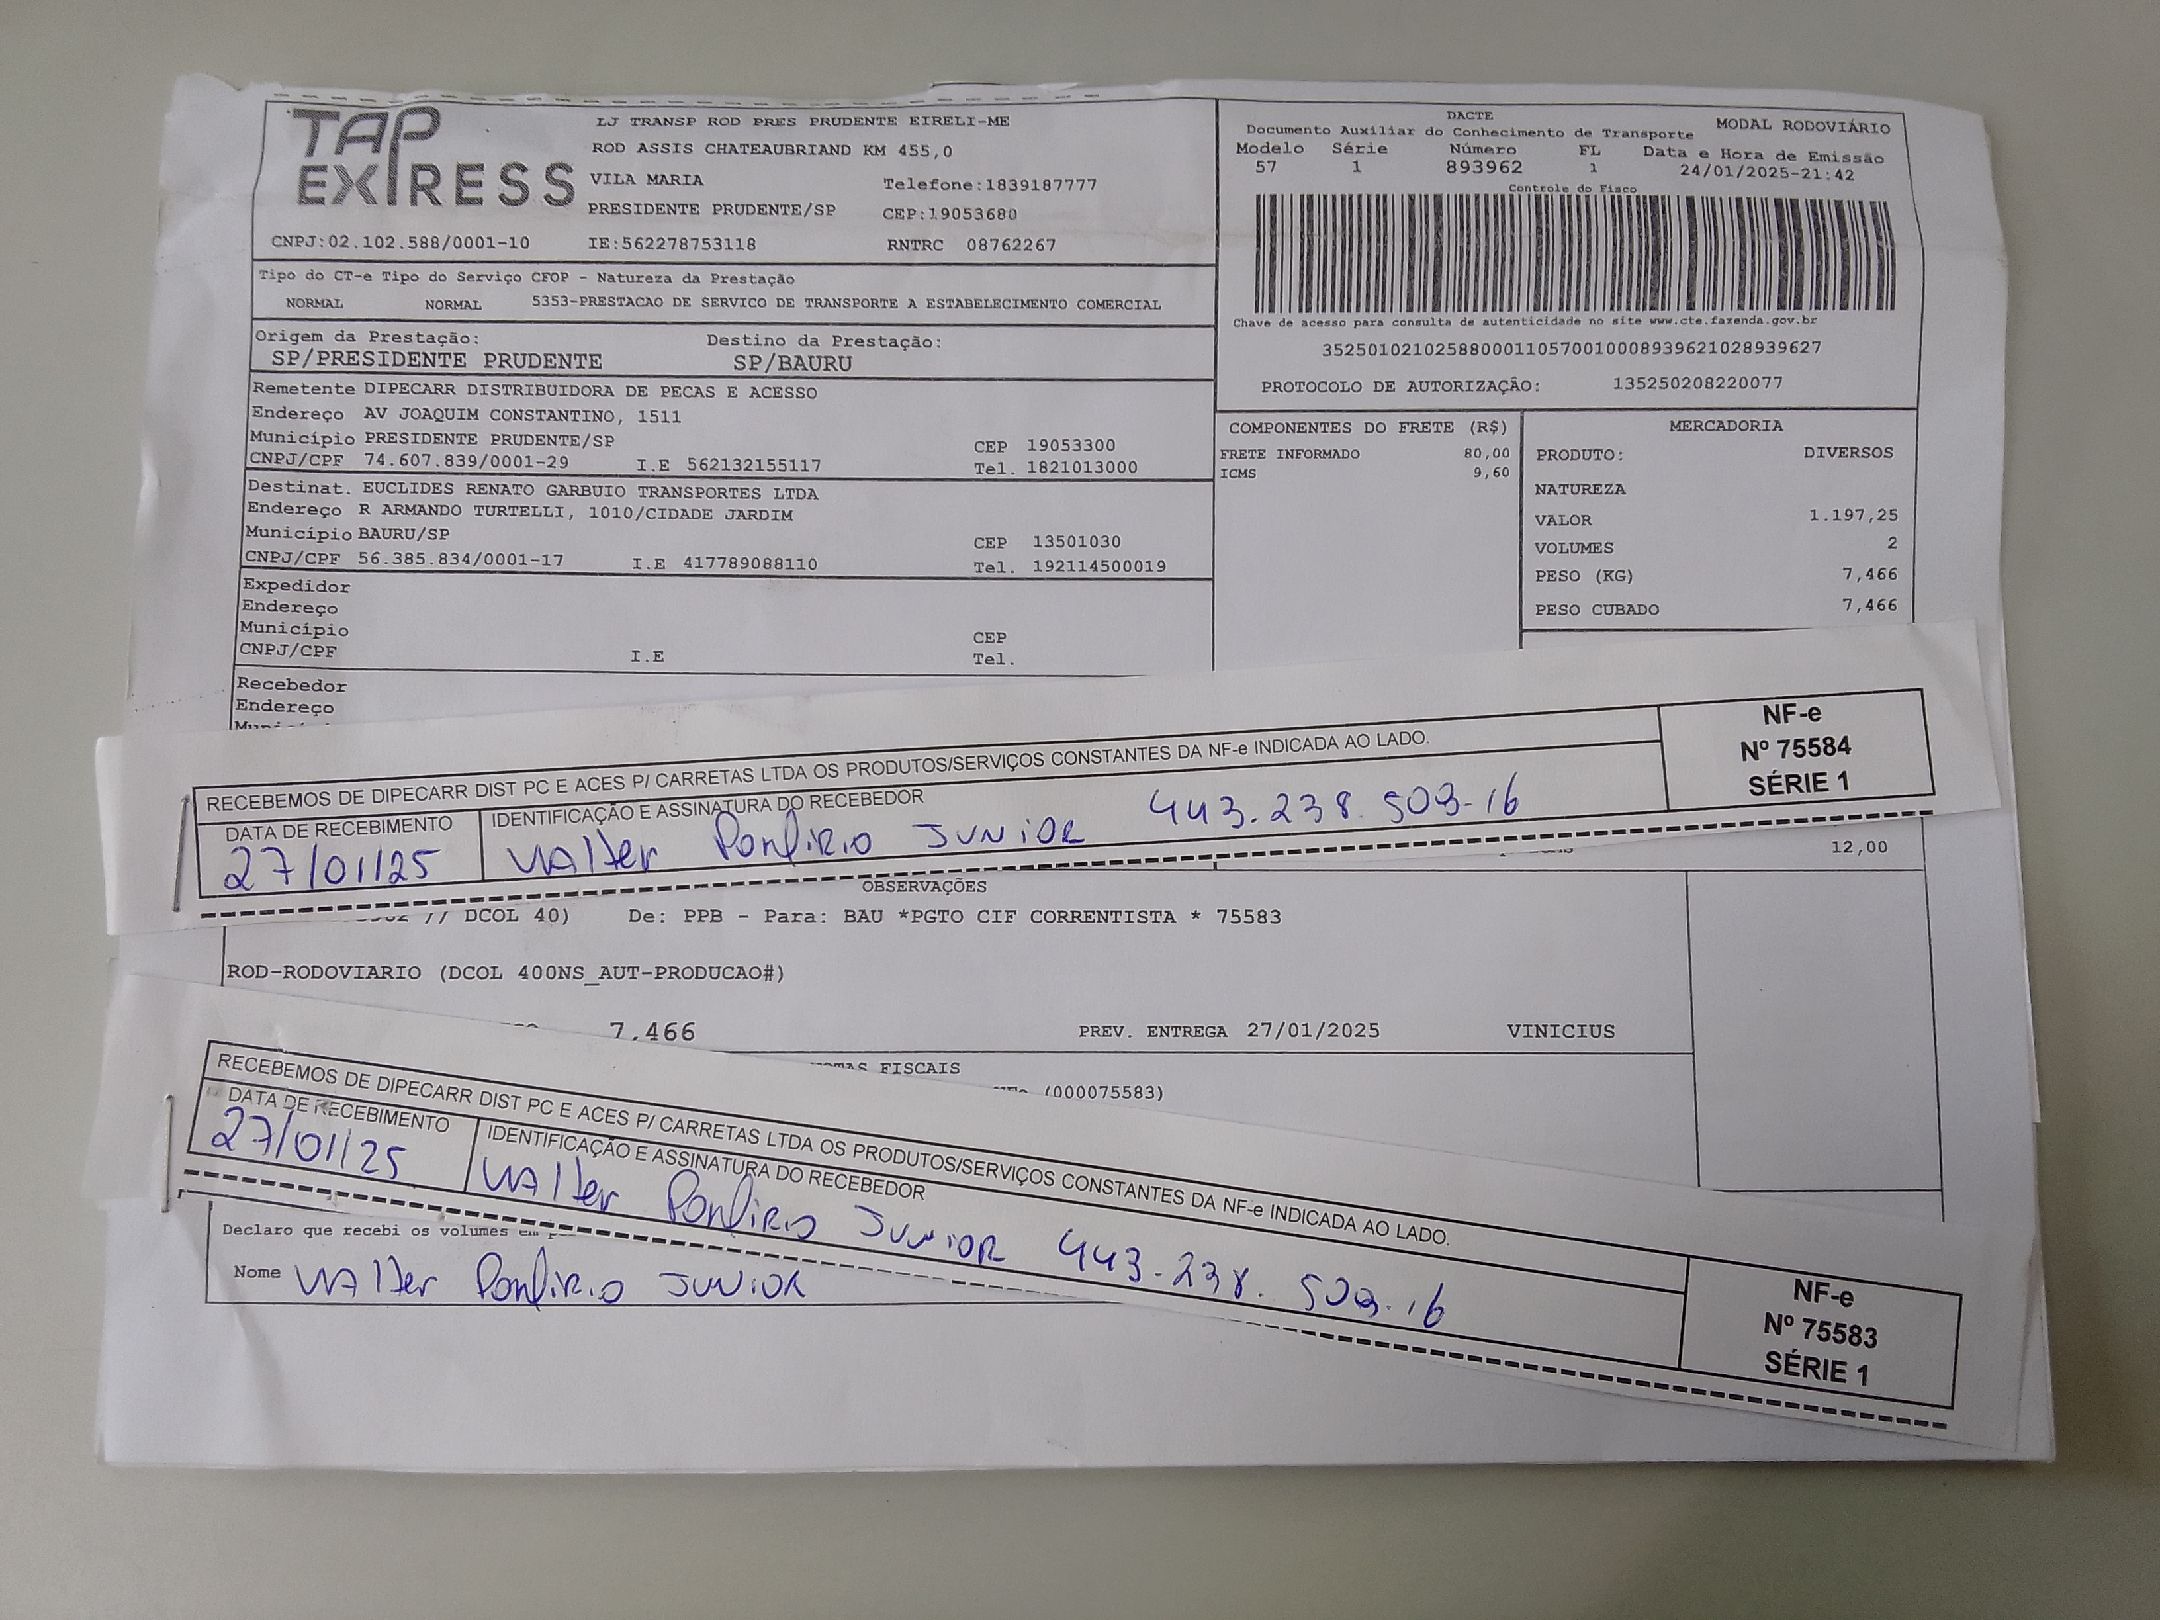 TAP EXPRESS
LJ TRANSP ROD PRES PRUDENTE EIRELI-ME
ROD ASSIS CHATEAUBRIAND KM 455,0
VILA MARIA Telefone:1839187777
PRESIDENTE PRUDENTE/SP CEP:19053680
CNPJ:02.102.588/0001-10 IE:562278753118 RNTRC 08762267
DACTE
Documento Auxiliar do Conhecimento de Transporte MODAL RODOVIÁRIO
Modelo Série Número FL Data e Hora de Emissão
57 1 893962 1 24/01/2025-21:42
Controle do Fisco
Chave de acesso para consulta de autenticidade no site www.cte.fazenda.gov.br
35250102102588000110570010008939621028939627
PROTOCOLO DE AUTORIZAÇÃO: 135250208220077
Tipo do CT-e Tipo do Serviço CFOP - Natureza da Prestação
NORMAL NORMAL 5353-PRESTACAO DE SERVICO DE TRANSPORTE A ESTABELECIMENTO COMERCIAL
Origem da Prestação: Destino da Prestação:
SP/PRESIDENTE PRUDENTE SP/BAURU
Remetente DIPECARR DISTRIBUIDORA DE PECAS E ACESSO
Endereço AV JOAQUIM CONSTANTINO, 1511
Município PRESIDENTE PRUDENTE/SP CEP 19053300
CNPJ/CPF 74.607.839/0001-29 I.E 562132155117 Tel. 1821013000
Destinat. EUCLIDES RENATO GARBUIO TRANSPORTES LTDA
Endereço R ARMANDO TURTELLI, 1010/CIDADE JARDIM
Município BAURU/SP CEP 13501030
CNPJ/CPF 56.385.834/0001-17 I.E 417789088110 Tel. 192114500019
Expedidor
Endereço
Município CEP
CNPJ/CPF I.E Tel.
Recebedor
Endereço
COMPONENTES DO FRETE (R$)
FRETE INFORMADO 80,00
ICMS 9,60
MERCADORIA
PRODUTO: DIVERSOS
NATUREZA
VALOR 1.197,25
VOLUMES 2
PESO (KG) 7,466
PESO CUBADO 7,466
RECEBEMOS DE DIPECARR DIST PC E ACES P/ CARRETAS LTDA OS PRODUTOS/SERVIÇOS CONSTANTES DA NF-e INDICADA AO LADO.
DATA DE RECEBIMENTO IDENTIFICAÇÃO E ASSINATURA DO RECEBEDOR
27/01/25 Walter Ponfirio Junior 443.238.509-16
NF-e
Nº 75584
SÉRIE 1
12,00
OBSERVAÇÕES
// DCOL 40) De: PPB - Para: BAU *PGTO CIF CORRENTISTA * 75583
ROD-RODOVIARIO (DCOL 400NS_AUT-PRODUCAO#)
7,466 PREV. ENTREGA 27/01/2025 VINICIUS
FISCAIS
(000075583)
RECEBEMOS DE DIPECARR DIST PC E ACES P/ CARRETAS LTDA OS PRODUTOS/SERVIÇOS CONSTANTES DA NF-e INDICADA AO LADO.
DATA DE RECEBIMENTO IDENTIFICAÇÃO E ASSINATURA DO RECEBEDOR
27/01/25 Walter Ponfirio Junior 443-238.509-16
NF-e
Nº 75583
SÉRIE 1
Declaro que recebi os volumes em
Nome Walter Ponfirio Junior